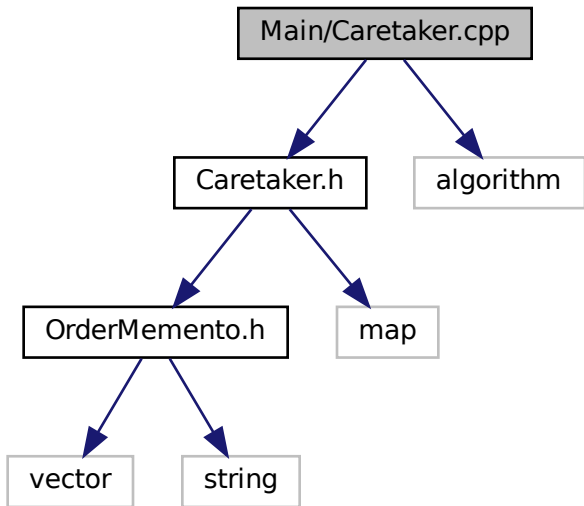 Main/Caretaker.cpp
Caretaker.h
algorithm
OrderMemento.h
map
vector
string